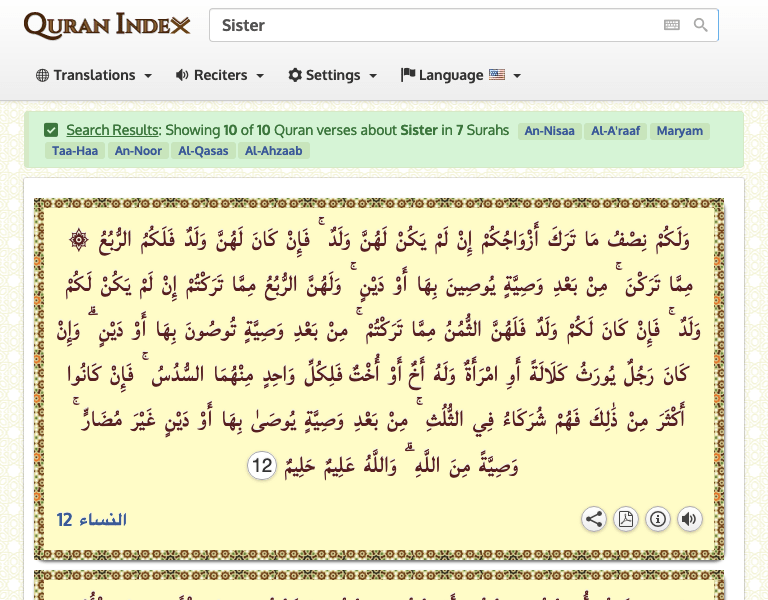 QURAN INDEX
Sister
Translations
Reciters
Settings
Language
Search Results: Showing 10 of 10 Quran verses about Sister in 7 Surahs An-Nisaa Al-A'raaf Maryam
Taa-Haa An-Noor Al-Qasas Al-Ahzaab
۞ وَلَكُمْ نِصْفُ مَا تَرَكَ أَزْوَاجُكُمْ إِنْ لَمْ يَكُنْ لَهُنَّ وَلَدٌ ۚ فَإِنْ كَانَ لَهُنَّ وَلَدٌ فَلَكُمُ الرُّبُعُ
مِمَّا تَرَكْنَ ۚ مِنْ بَعْدِ وَصِيَّةٍ يُوصِينَ بِهَا أَوْ دَيْنٍ ۚ وَلَهُنَّ الرُّبُعُ مِمَّا تَرَكْتُمْ إِنْ لَمْ يَكُنْ لَكُمْ
وَلَدٌ ۚ فَإِنْ كَانَ لَكُمْ وَلَدٌ فَلَهُنَّ الثُّمُنُ مِمَّا تَرَكْتُمْ ۚ مِنْ بَعْدِ وَصِيَّةٍ تُوصُونَ بِهَا أَوْ دَيْنٍ ۗ وَإِنْ
كَانَ رَجُلٌ يُورَثُ كَلَالَةً أَوِ امْرَأَةٌ وَلَهُ أَخٌ أَوْ أُخْتٌ فَلِكُلِّ وَاحِدٍ مِنْهُمَا السُّدُسُ ۚ فَإِنْ كَانُوا
أَكْثَرَ مِنْ ذَٰلِكَ فَهُمْ شُرَكَاءُ فِي الثُّلُثِ ۚ مِنْ بَعْدِ وَصِيَّةٍ يُوصَىٰ بِهَا أَوْ دَيْنٍ غَيْرَ مُضَارٍّ ۚ
وَصِيَّةً مِنَ اللَّهِ ۗ وَاللَّهُ عَلِيمٌ حَلِيمٌ 12
النساء 12